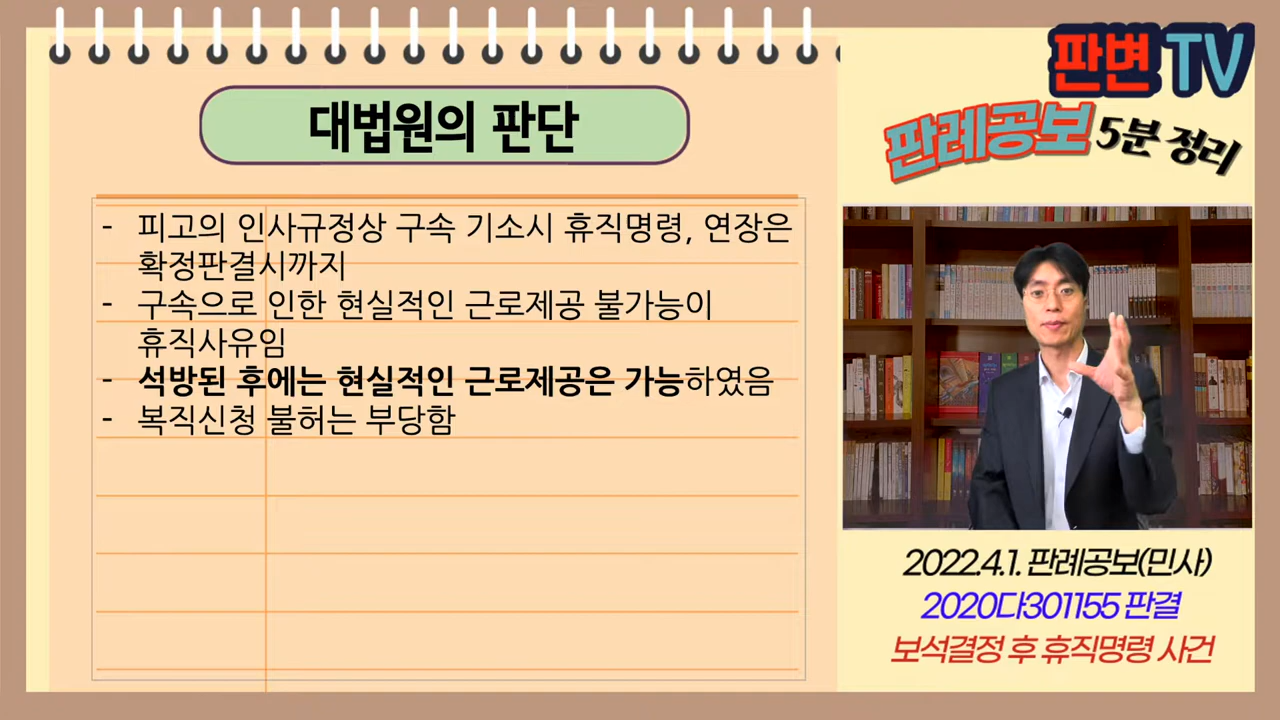 대법원의 판단
- 피고의 인사규정상 구속 기소시 휴직명령, 연장은
확정판결시까지
- 구속으로 인한 현실적인 근로제공 불가능이
휴직사유임
- 석방된 후에는 현실적인 근로제공은 가능하였음
- 복직신청 불허는 부당함
판변 TV
판례공보 5분 정리
2022.4.1. 판례공보(민사)
2020다301155 판결
보석결정 후 휴직명령 사건